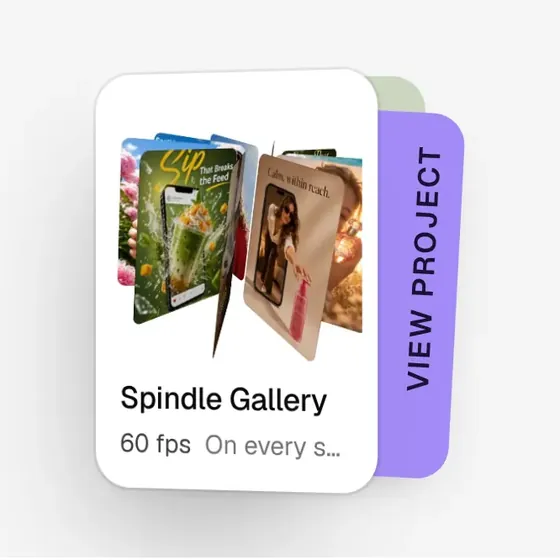 Sip
That Breaks
the Feed
Calm, within reach.
Spindle Gallery
60 fps On every s...
VIEW PROJECT